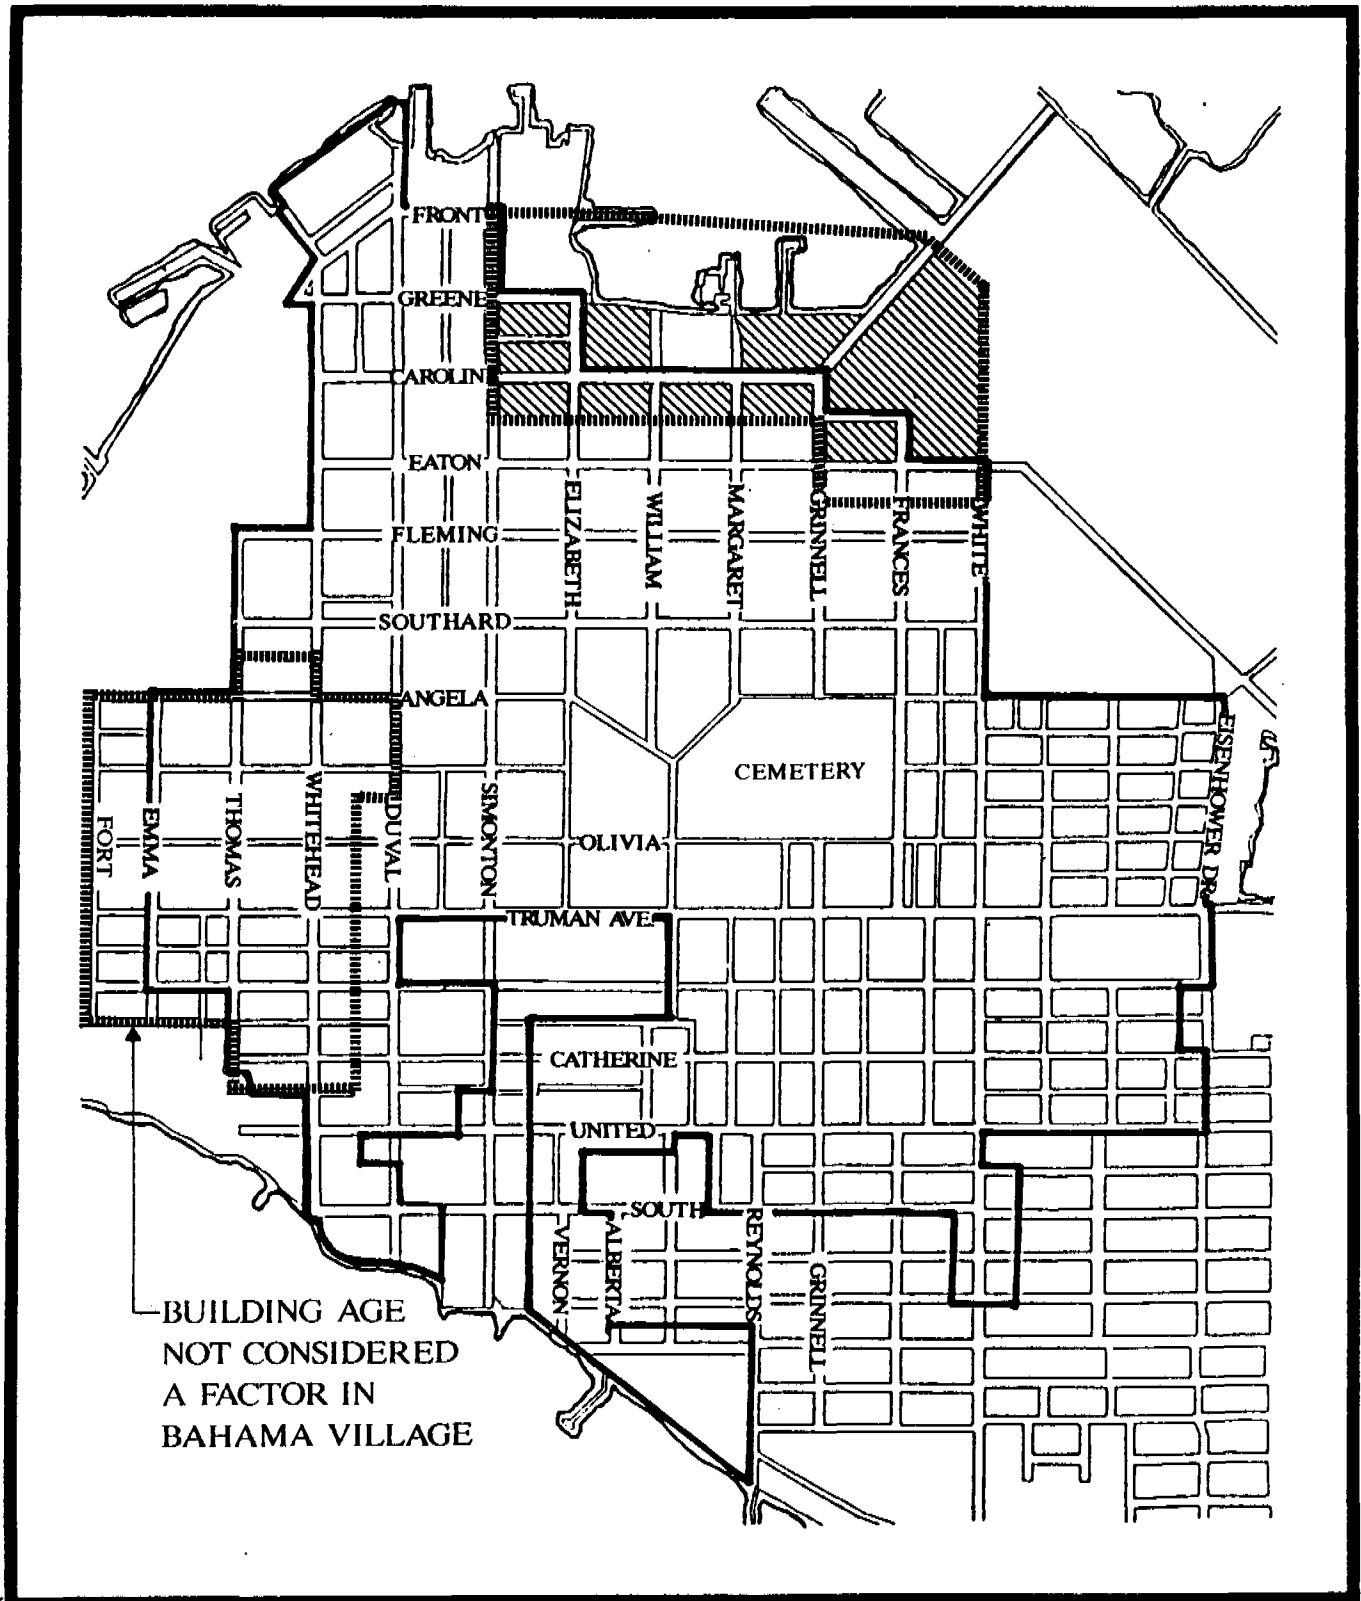 FRONT
GREENE
CAROLIN
EATON
ELIZABETH
WILLIAM
MARGARET
GRINNELL
FRANCES
WHITE
FLEMING
SOUTHARD
ANGELA
CEMETERY
EISENHOWER DR.
FORT
EMMA
THOMAS
WHITEHEAD
DUVAL
SIMONTON
OLIVIA
TRUMAN AVE.
CATHERINE
UNITED
SOUTH
VERNON
ALBERTA
REYNOLDS
GRINNELL
BUILDING AGE
NOT CONSIDERED
A FACTOR IN
BAHAMA VILLAGE